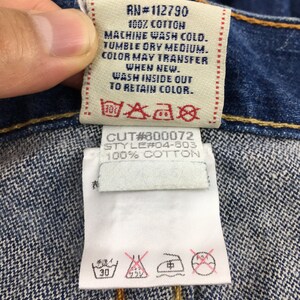 RN#112790
100% COTTON
MACHINE WASH COLD.
TUMBLE DRY MEDIUM.
COLOR MAY TRANSFER
WHEN NEW.
WASH INSIDE OUT
TO RETAIN COLOR.
CUT#800072
STYLE#04-503
100% COTTON
30